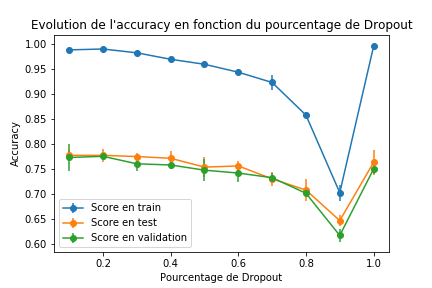 Evolution de l'accuracy en fonction du pourcentage de Dropout
1.00
0.95
0.90
0.85
0.80
0.75
0.70
0.65
0.60
Accuracy
Score en train
Score en test
Score en validation
0.2
0.4
0.6
0.8
1.0
Pourcentage de Dropout